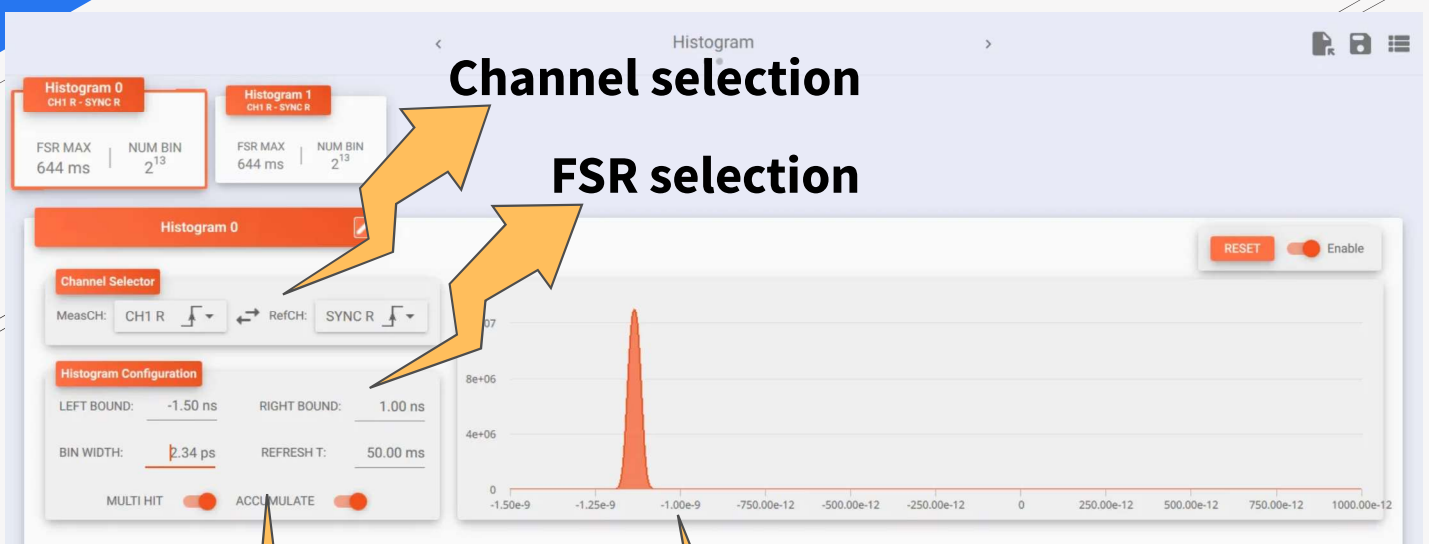 Histogram
Channel selection
FSR selection
Histogram 0
CH1 R - SYNC R
FSR MAX
644 ms
NUM BIN
2^13
Histogram 1
CH1 R - SYNC R
FSR MAX
644 ms
NUM BIN
2^13
Histogram 0
RESET
Enable
Channel Selector
MeasCH: CH1 R
RefCH: SYNC R
Histogram Configuration
LEFT BOUND: -1.50 ns
RIGHT BOUND: 1.00 ns
BIN WIDTH: 2.34 ps
REFRESH T: 50.00 ms
MULTI HIT
ACCUMULATE
07
8e+06
4e+06
0
-1.50e-9 -1.25e-9 -1.00e-9 -750.00e-12 -500.00e-12 -250.00e-12 0 250.00e-12 500.00e-12 750.00e-12 1000.00e-12